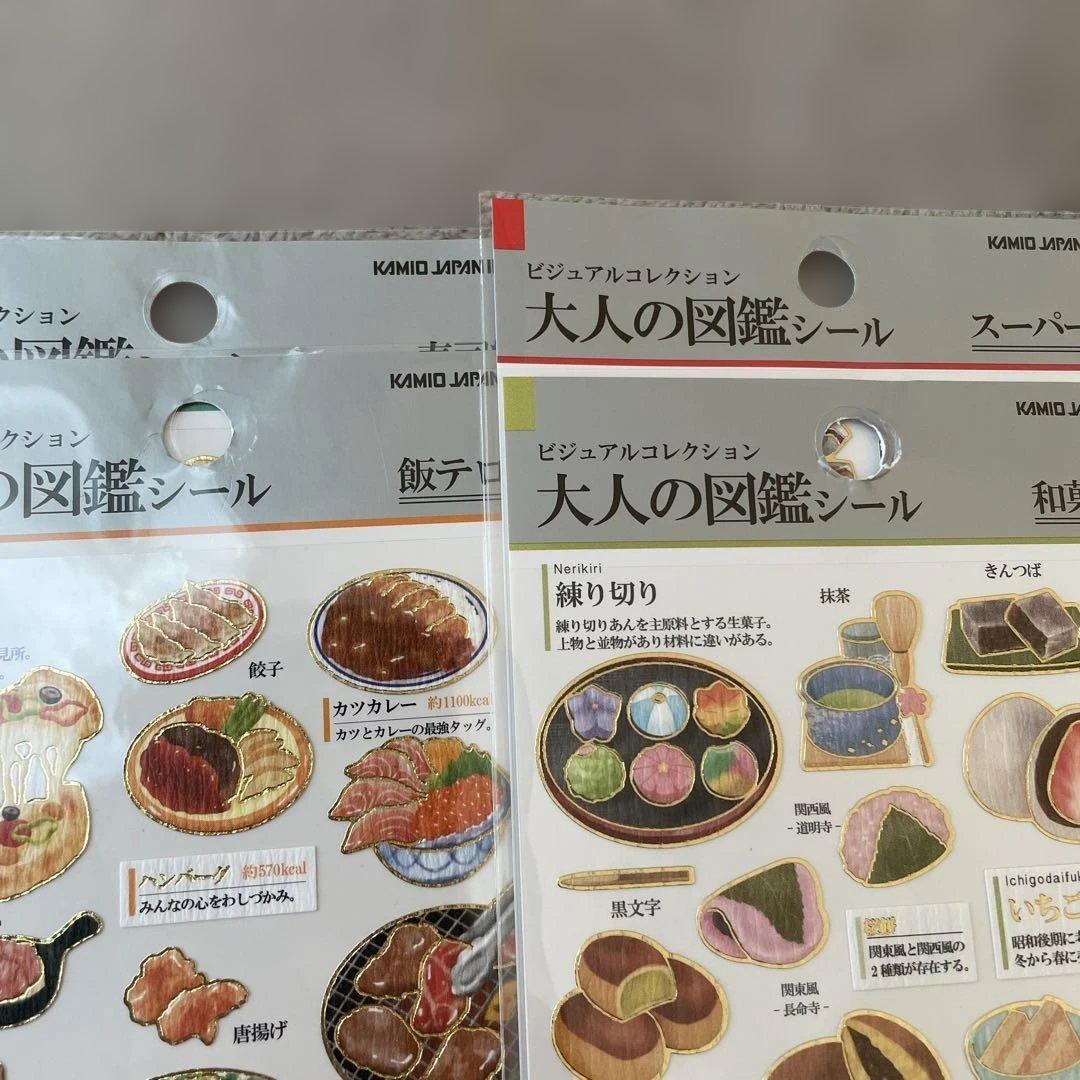 KAMIO JAPAN
クション
図鑑
KAMIO JAPAN
クション
の図鑑シール
飯テロ
見所。
餃子
カツカレー 約1100kcal
カツとカレーの最強タッグ。
ハンバーグ 約570kcal
みんなの心をわしづかみ。
唐揚げ
KAMIO JAPAN
ビジュアルコレクション
大人の図鑑シール
スーパー
KAMIO JA
ビジュアルコレクション
大人の図鑑シール
和菓
Nerikiri
練り切り
練り切りあんを主原料とする生菓子。
上物と並物があり材料に違いがある。
抹茶
きんつば
関西風
- 道明寺 -
黒文字
桜餅
関東風と関西風の
2種類が存在する。
Ichigodaifuk
いちご
昭和後期に
冬から春に
関東風
- 長命寺 -